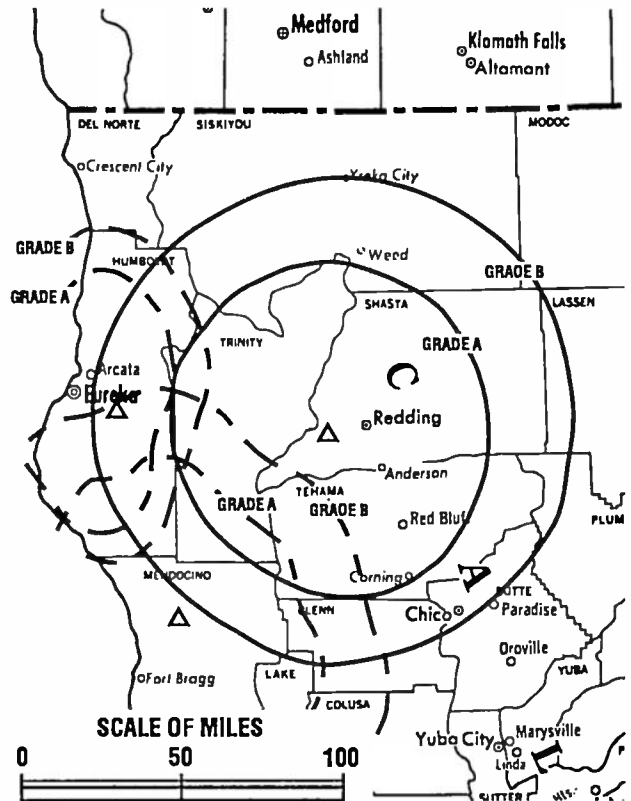 Medford
Ashland
Klamath Falls
Altamant
DEL NORTE
SISKIYOU
MODOC
Crescent City
Yreka City
GRADE B
HUMBOLDT
Weed
GRADE B
GRADE A
SHASTA
LASSEN
TRINITY
GRADE A
Arcata
Eureka
C
Redding
Anderson
TEHAMA
GRADE A
GRADE B
Red Bluff
PLUM
MENDOCINO
Corning
A
BUTTE
GLENN
Chico
Paradise
Oroville
LAKE
YUBA
Fort Bragg
COLUSA
SCALE OF MILES
Yuba City
Marysville
Linda
0 50 100
SUTTER